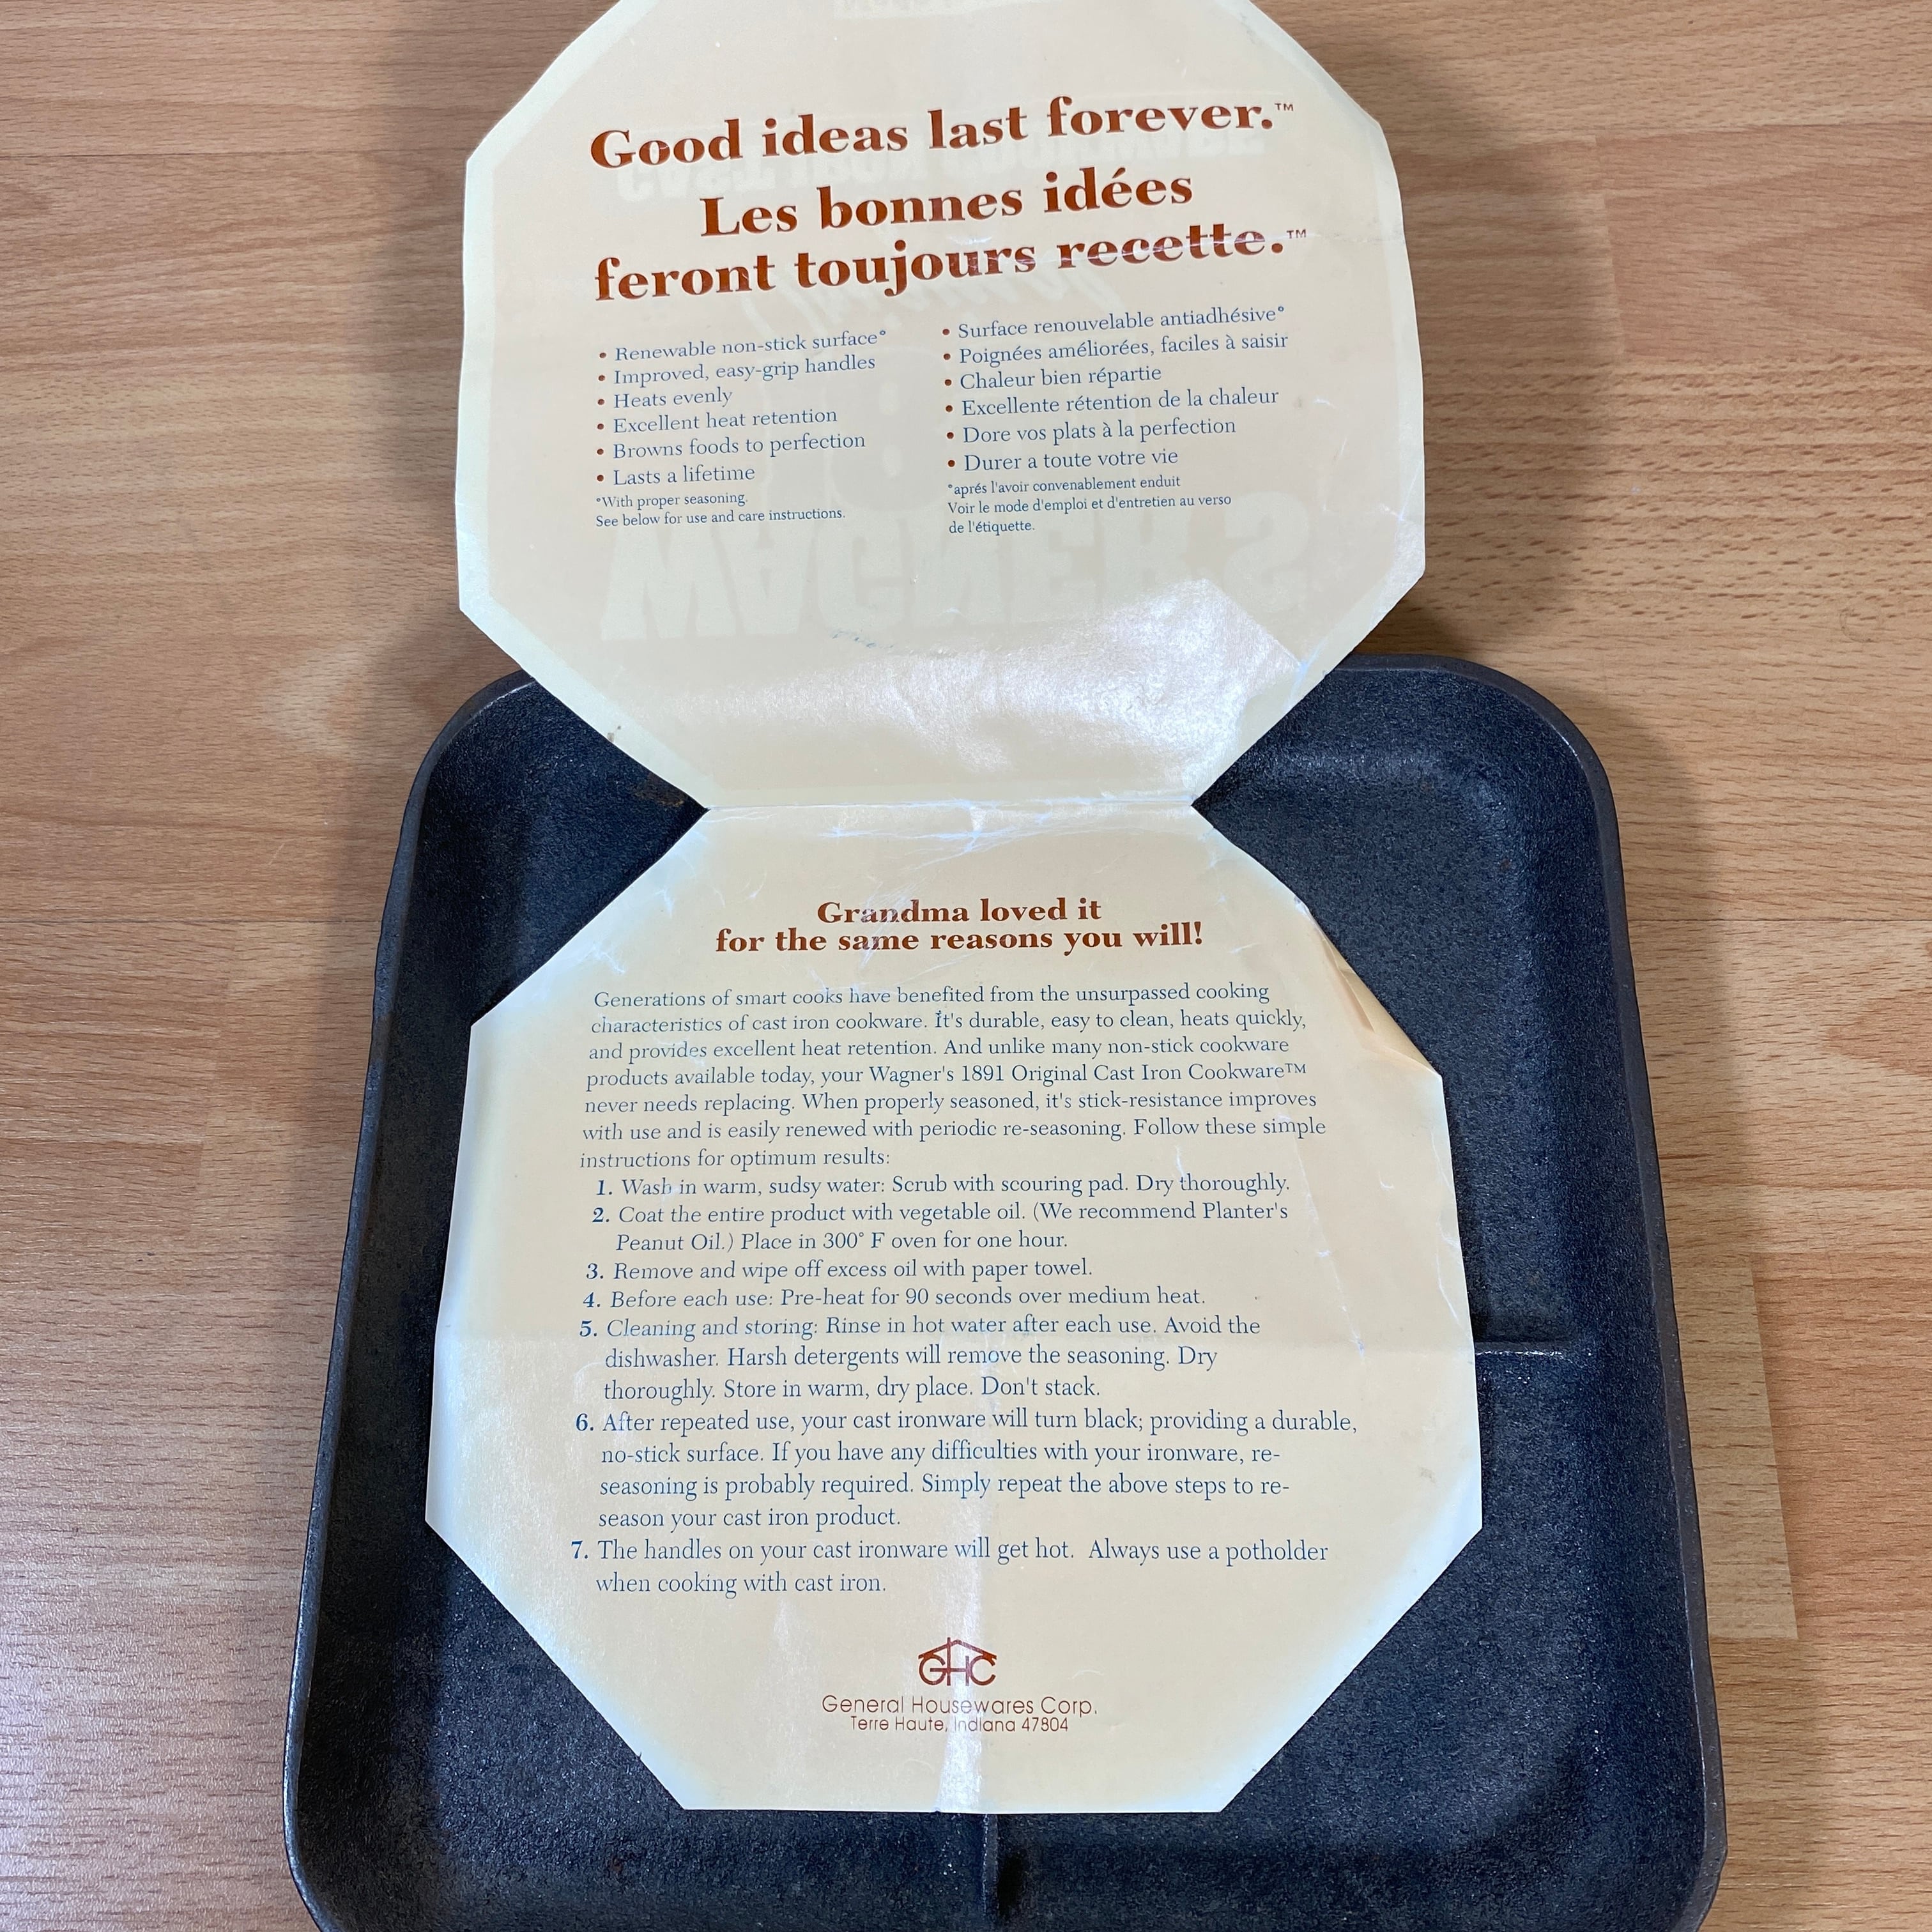 Good ideas last forever.™
Les bonnes idées
feront toujours recette.™
• Renewable non-stick surface°
• Improved, easy-grip handles
• Heats evenly
• Excellent heat retention
• Browns foods to perfection
• Lasts a lifetime
°With proper seasoning.
See below for use and care instructions.
• Surface renouvelable antiadhésive°
• Poignées améliorées, faciles à saisir
• Chaleur bien répartie
• Excellente rétention de la chaleur
• Dore vos plats à la perfection
• Durer a toute votre vie
°aprés l'avoir convenablement enduit
Voir le mode d'emploi et d'entretien au verso
de l'étiquette.
WAGNER'S
Grandma loved it
for the same reasons you will!
Generations of smart cooks have benefited from the unsurpassed cooking
characteristics of cast iron cookware. It's durable, easy to clean, heats quickly,
and provides excellent heat retention. And unlike many non-stick cookware
products available today, your Wagner's 1891 Original Cast Iron Cookware™
never needs replacing. When properly seasoned, it's stick-resistance improves
with use and is easily renewed with periodic re-seasoning. Follow these simple
instructions for optimum results:
1. Wash in warm, sudsy water: Scrub with scouring pad. Dry thoroughly.
2. Coat the entire product with vegetable oil. (We recommend Planter's
Peanut Oil.) Place in 300° F oven for one hour.
3. Remove and wipe off excess oil with paper towel.
4. Before each use: Pre-heat for 90 seconds over medium heat.
5. Cleaning and storing: Rinse in hot water after each use. Avoid the
dishwasher. Harsh detergents will remove the seasoning. Dry
thoroughly. Store in warm, dry place. Don't stack.
6. After repeated use, your cast ironware will turn black; providing a durable,
no-stick surface. If you have any difficulties with your ironware, re-
seasoning is probably required. Simply repeat the above steps to re-
season your cast iron product.
7. The handles on your cast ironware will get hot. Always use a potholder
when cooking with cast iron.
GHC
General Housewares Corp.
Terre Haute, Indiana 47804